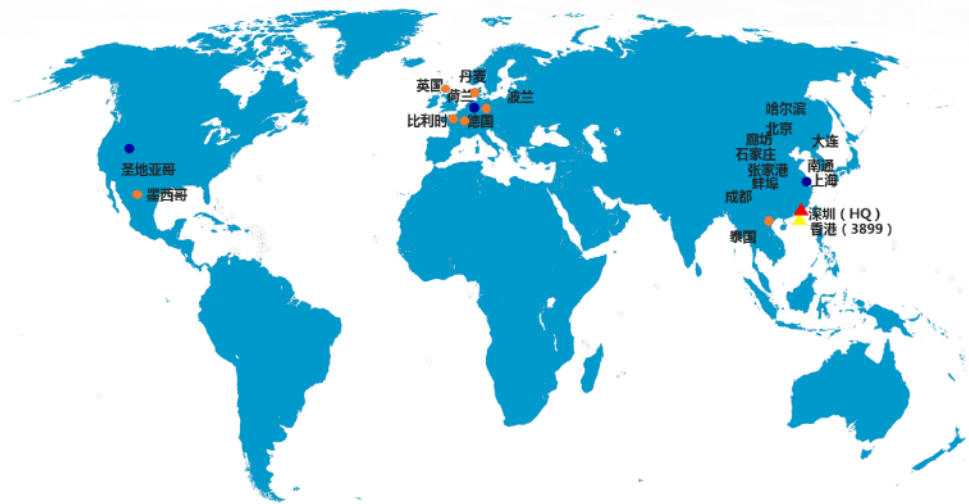 丹麦
英国
荷兰
波兰
比利时
德国
哈尔滨
北京
廊坊
大连
石家庄
张家港
南通
蚌埠
上海
成都
深圳（HQ）
香港（3899）
泰国
圣地亚哥
墨西哥